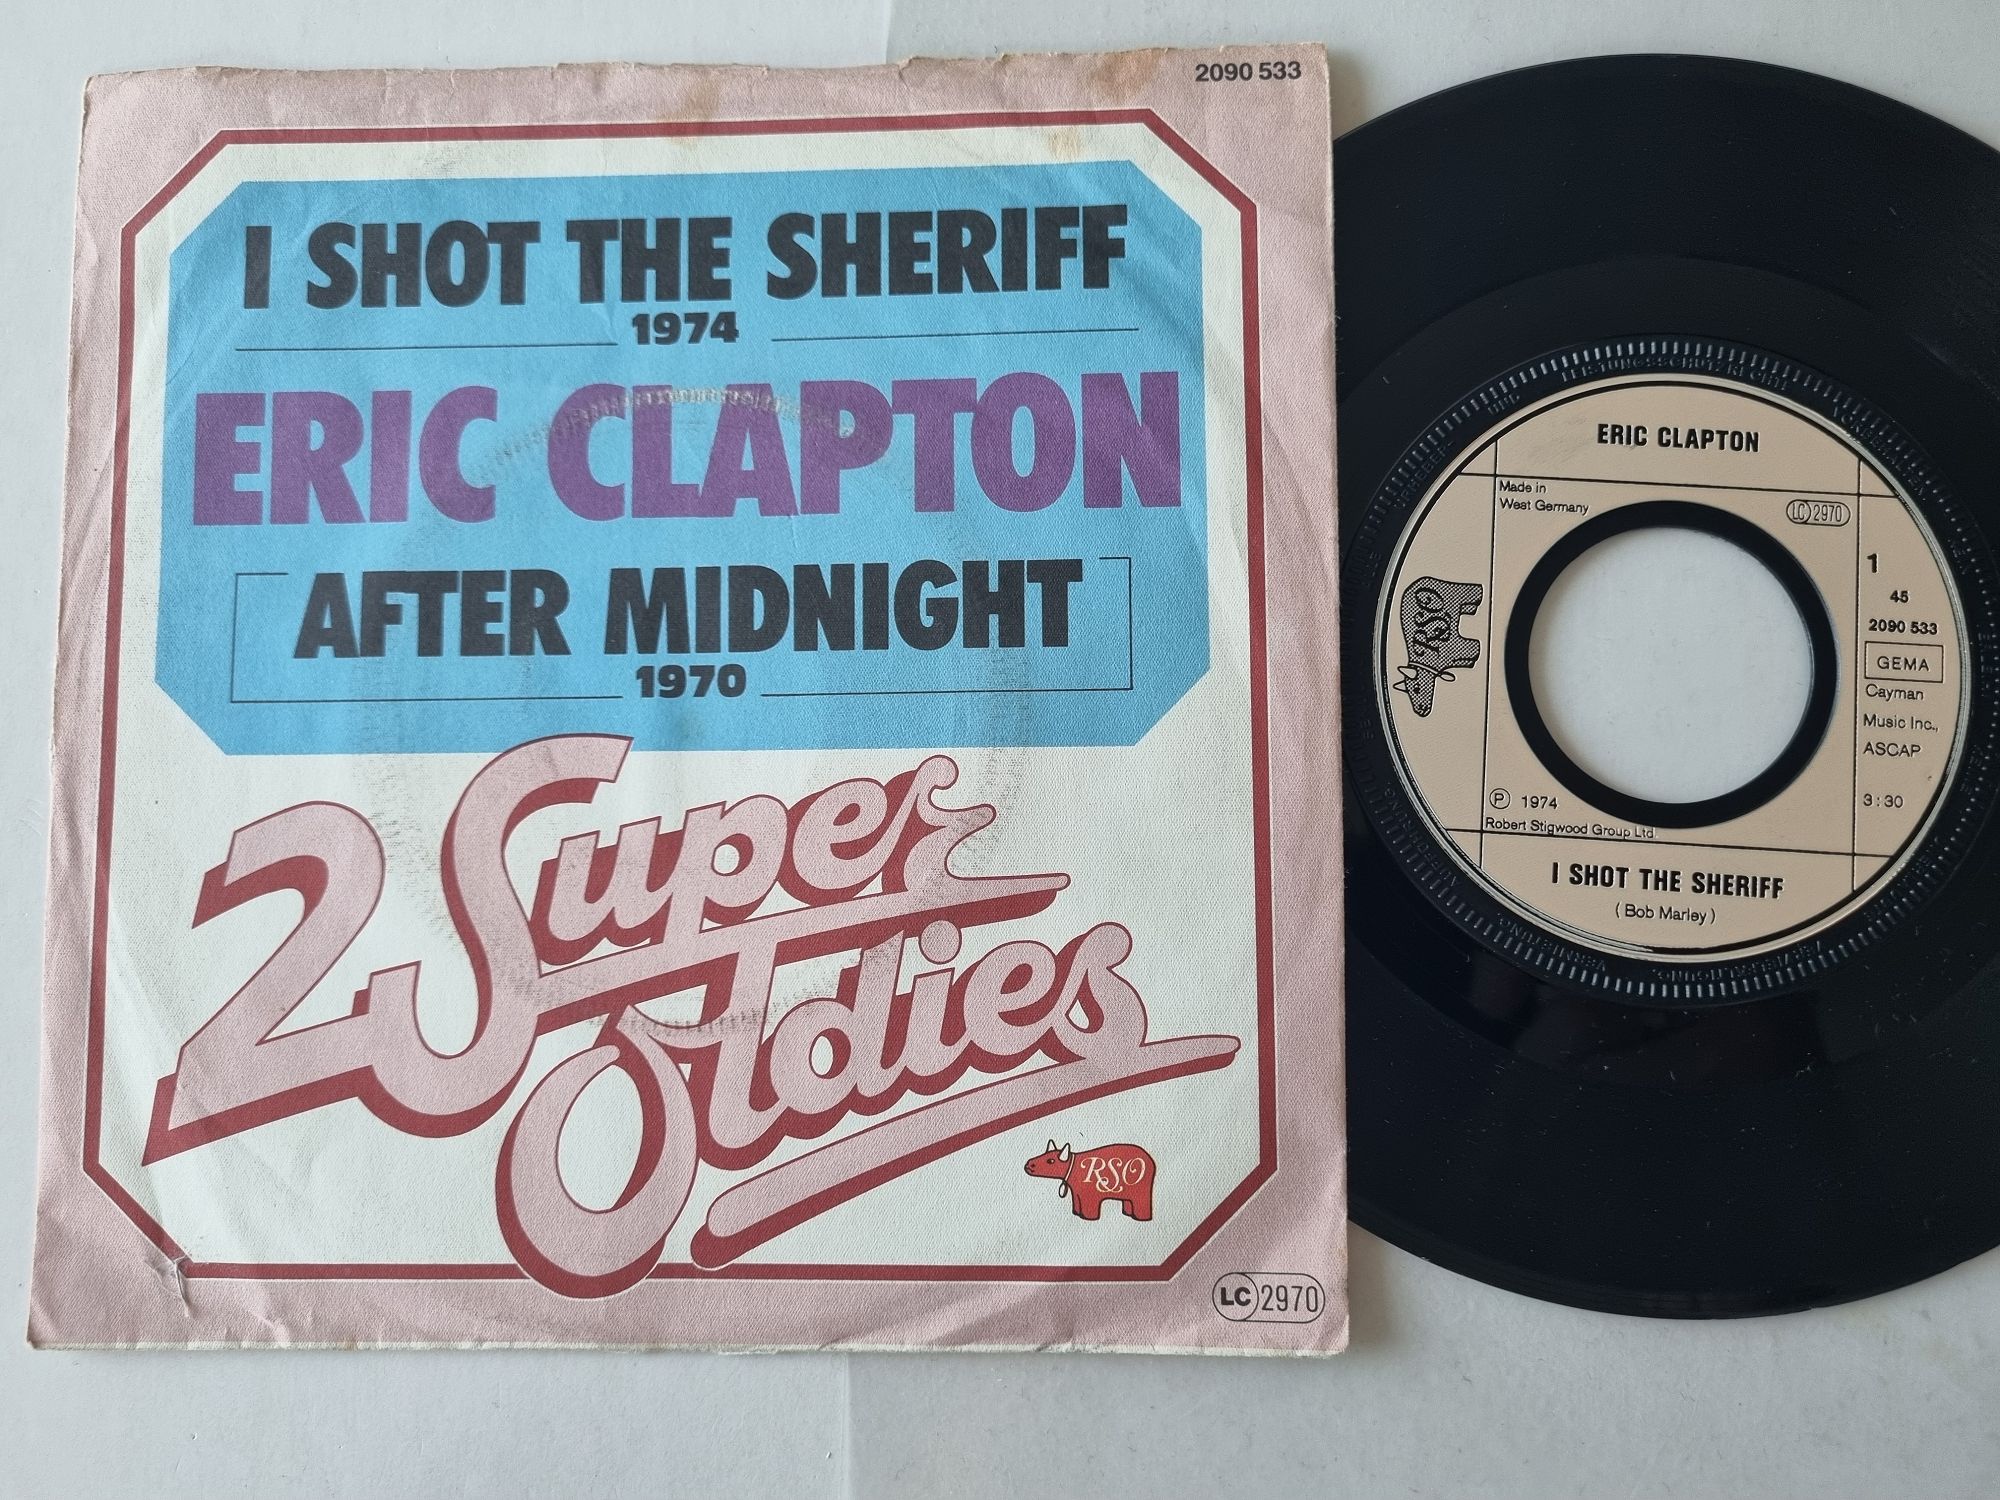 2090 533
I SHOT THE SHERIFF
1974
ERIC CLAPTON
AFTER MIDNIGHT
1970
2 Super
Oldies
RSO
LC 2970
ERIC CLAPTON
Made in
West Germany
LC 2970
RSO
1
45
2090 533
GEMA
Cayman
Music Inc.,
ASCAP
3:30
Ⓟ 1974
Robert Stigwood Group Ltd.
I SHOT THE SHERIFF
( Bob Marley )